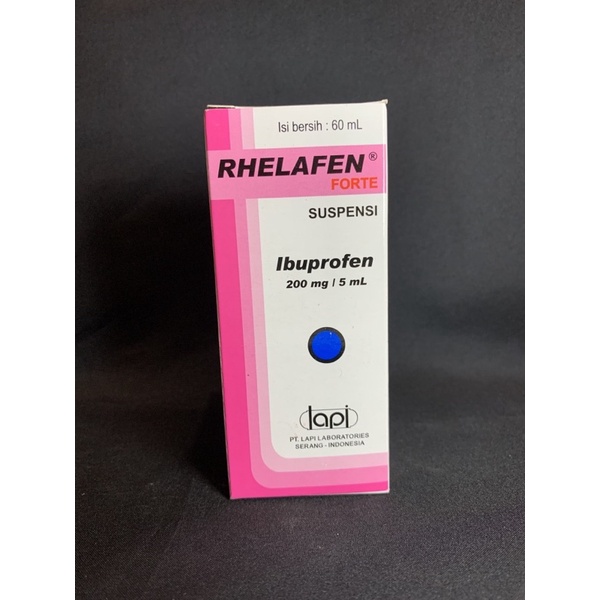 Isi bersih : 60 mL
RHELAFEN®
FORTE
SUSPENSI
Ibuprofen
200 mg / 5 mL
lapi
PT. LAPI LABORATORIES
SERANG - INDONESIA